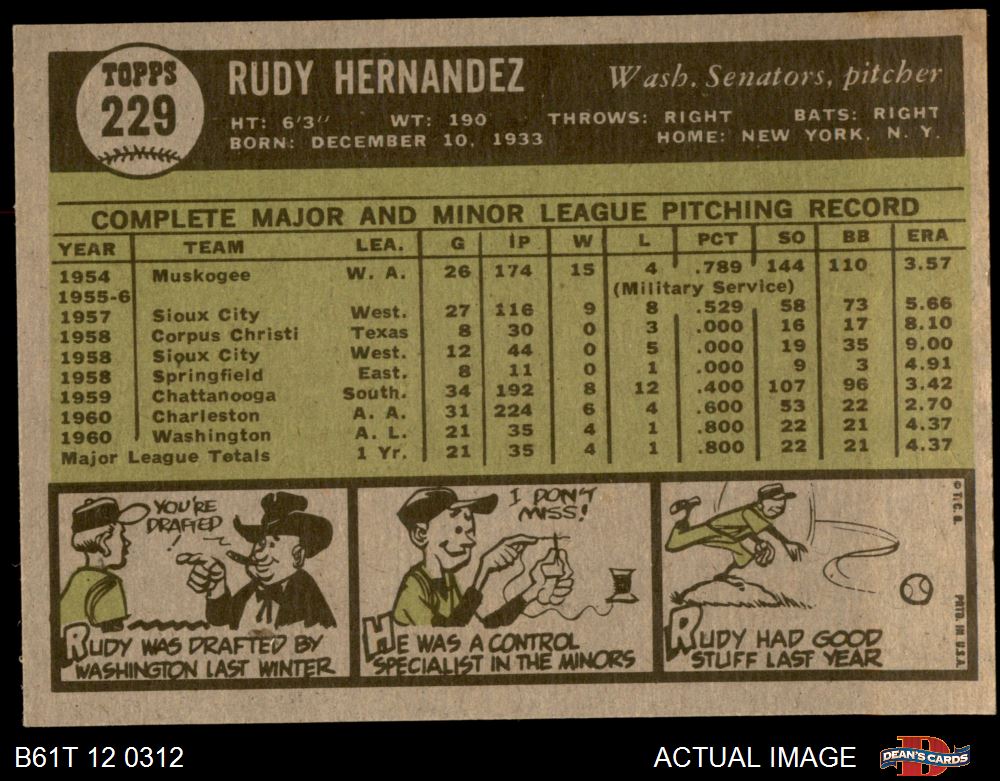 TOPPS
229
RUDY HERNANDEZ
Wash. Senators, pitcher
HT: 6'3" WT: 190 THROWS: RIGHT BATS: RIGHT
BORN: DECEMBER 10, 1933 HOME: NEW YORK, N. Y.
COMPLETE MAJOR AND MINOR LEAGUE PITCHING RECORD
YEAR TEAM LEA. G IP W L PCT SO BB ERA
1954 Muskogee W. A. 26 174 15 4 .789 144 110 3.57
1955-6 (Military Service)
1957 Sioux City West. 27 116 9 8 .529 58 73 5.66
1958 Corpus Christi Texas 8 30 0 3 .000 16 17 8.10
1958 Sioux City West. 12 44 0 5 .000 19 35 9.00
1958 Springfield East. 8 11 0 1 .000 9 3 4.91
1959 Chattanooga South. 34 192 8 12 .400 107 96 3.42
1960 Charleston A. A. 31 224 6 4 .600 53 22 2.70
1960 Washington A. L. 21 35 4 1 .800 22 21 4.37
Major League Totals 1 Yr. 21 35 4 1 .800 22 21 4.37
YOU'RE
DRAFTED
!
RUDY WAS DRAFTED BY
WASHINGTON LAST WINTER
I DON'T
MISS!
HE WAS A CONTROL
SPECIALIST IN THE MINORS
RUDY HAD GOOD
STUFF LAST YEAR
© T. C. G.
PRTD. IN U.S.A.
B61T 12 0312
ACTUAL IMAGE
DEAN'S CARDS